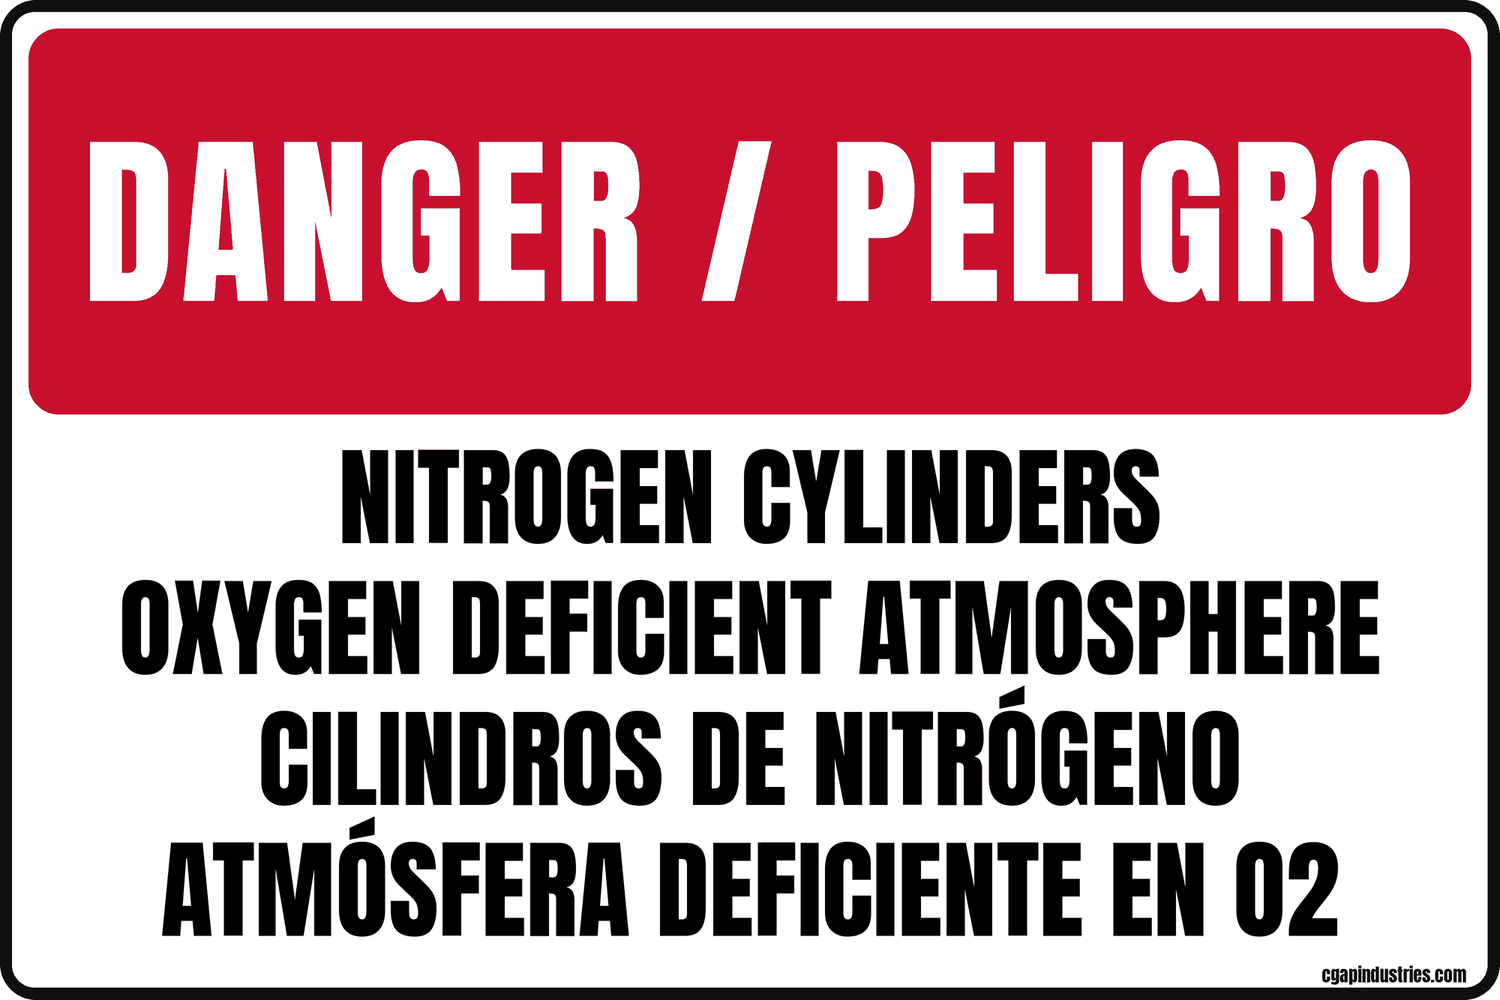 DANGER / PELIGRO
NITROGEN CYLINDERS
OXYGEN DEFICIENT ATMOSPHERE
CILINDROS DE NITRÓGENO
ATMÓSFERA DEFICIENTE EN O2
cgapindustries.com